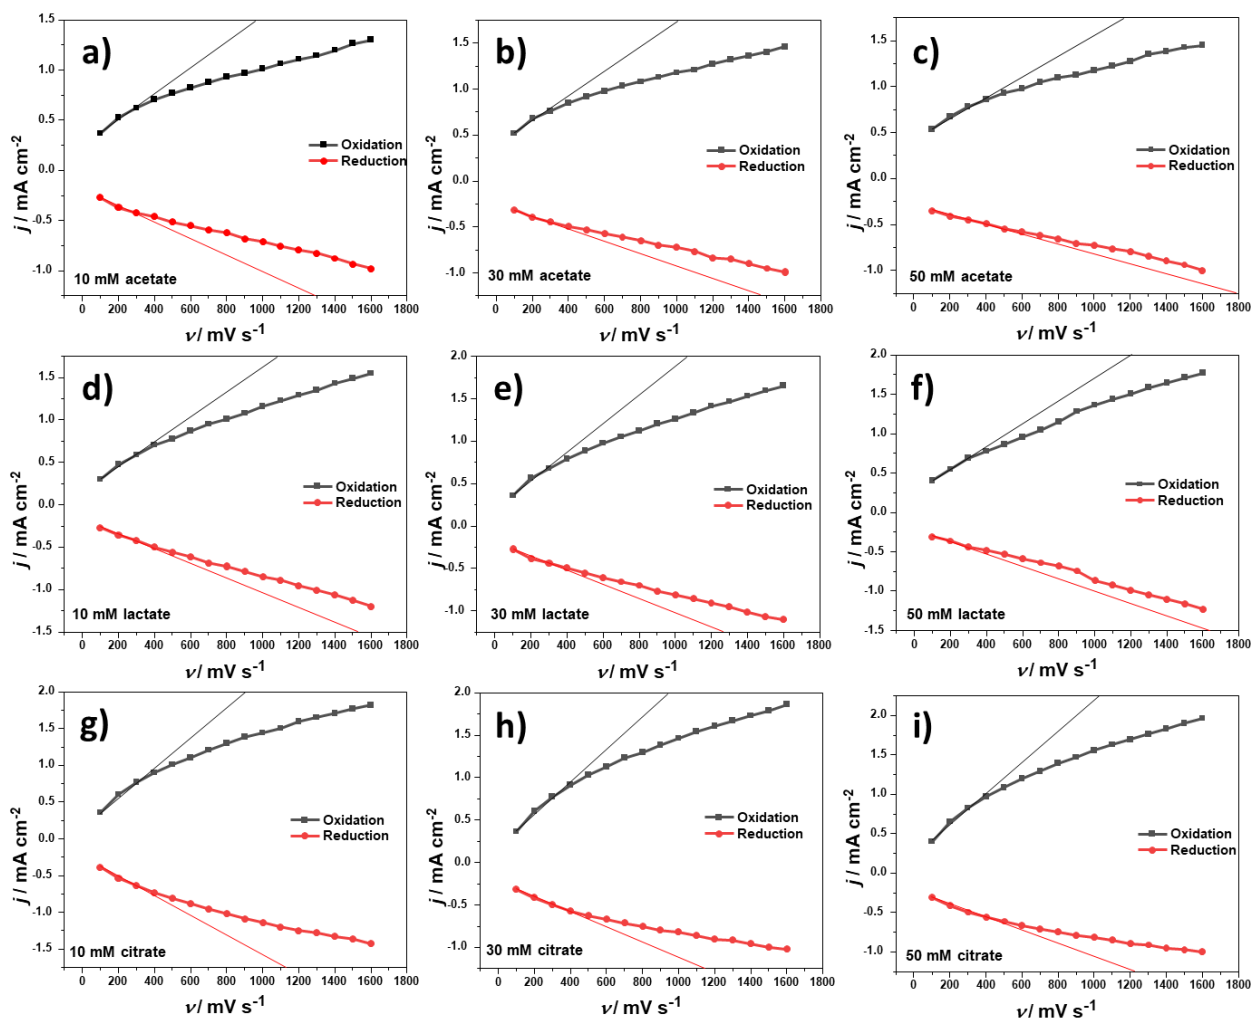 a)
1.5
1.0
0.5
0.0
-0.5
-1.0
j / mA cm-2
Oxidation
Reduction
10 mM acetate
0 200 400 600 800 1000 1200 1400 1600 1800
ν/ mV s-1
b)
1.5
1.0
0.5
0.0
-0.5
-1.0
j / mA cm-2
Oxidation
Reduction
30 mM acetate
0 200 400 600 800 1000 1200 1400 1600 1800
ν/ mV s-1
c)
1.5
1.0
0.5
0.0
-0.5
-1.0
j / mA cm-2
Oxidation
Reduction
50 mM acetate
0 200 400 600 800 1000 1200 1400 1600 1800
ν/ mV s-1
d)
1.5
1.0
0.5
0.0
-0.5
-1.0
-1.5
j / mA cm-2
Oxidation
Reduction
10 mM lactate
0 200 400 600 800 1000 1200 1400 1600 1800
ν/ mV s-1
e)
2.0
1.5
1.0
0.5
0.0
-0.5
-1.0
j / mA cm-2
Oxidation
Reduction
30 mM lactate
0 200 400 600 800 1000 1200 1400 1600 1800
ν/ mV s-1
f)
2.0
1.5
1.0
0.5
0.0
-0.5
-1.0
-1.5
j / mA cm-2
Oxidation
Reduction
50 mM lactate
0 200 400 600 800 1000 1200 1400 1600 1800
ν/ mV s-1
g)
2.0
1.5
1.0
0.5
0.0
-0.5
-1.0
-1.5
j / mA cm-2
Oxidation
Reduction
10 mM citrate
0 200 400 600 800 1000 1200 1400 1600 1800
ν/ mV s-1
h)
2.0
1.5
1.0
0.5
0.0
-0.5
-1.0
j / mA cm-2
Oxidation
Reduction
30 mM citrate
0 200 400 600 800 1000 1200 1400 1600 1800
ν/ mV s-1
i)
2.0
1.5
1.0
0.5
0.0
-0.5
-1.0
j / mA cm-2
Oxidation
Reduction
50 mM citrate
0 200 400 600 800 1000 1200 1400 1600 1800
ν/ mV s-1